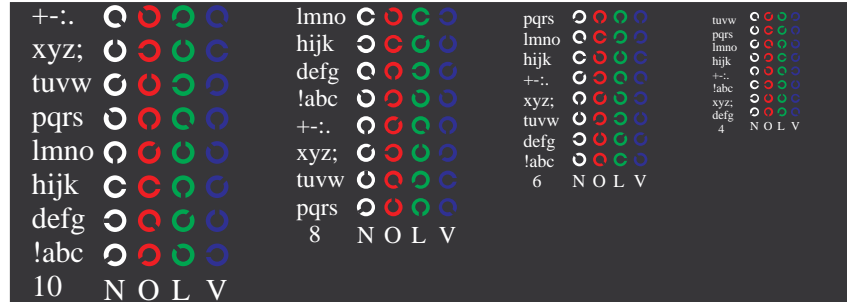 +-:.
xyz;
tuvw
pqrs
lmno
hijk
defg
!abc
10 N O L V
lmno
hijk
defg
!abc
+-:.
xyz;
tuvw
pqrs
8 N O L V
pqrs
lmno
hijk
+-:.
xyz;
tuvw
defg
!abc
6 N O L V
tuvw
pqrs
lmno
hijk
+-:.
!abc
xyz;
defg
4 N O L V